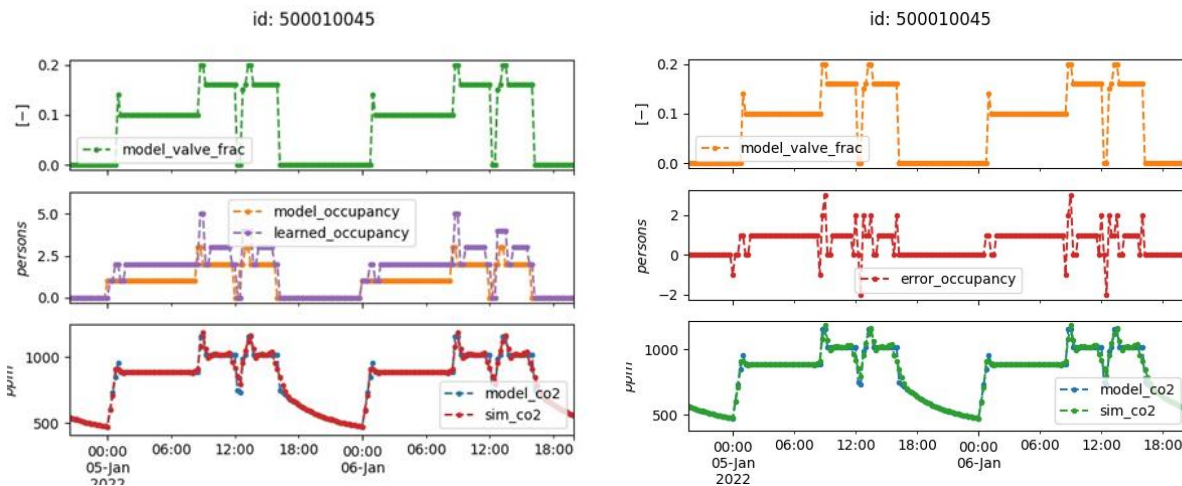 id: 500010045
0.2
0.1
0.0
[−]
model_valve_frac
5.0
2.5
0.0
persons
model_occupancy
learned_occupancy
1000
500
ppm
model_co2
sim_co2
00:00 06:00 12:00 18:00 00:00 06:00 12:00 18:00
05-Jan 06-Jan
2022
id: 500010045
0.2
0.1
0.0
[−]
model_valve_frac
2
0
−2
persons
error_occupancy
1000
500
ppm
model_co2
sim_co2
00:00 06:00 12:00 18:00 00:00 06:00 12:00 18:00
05-Jan 06-Jan
2022